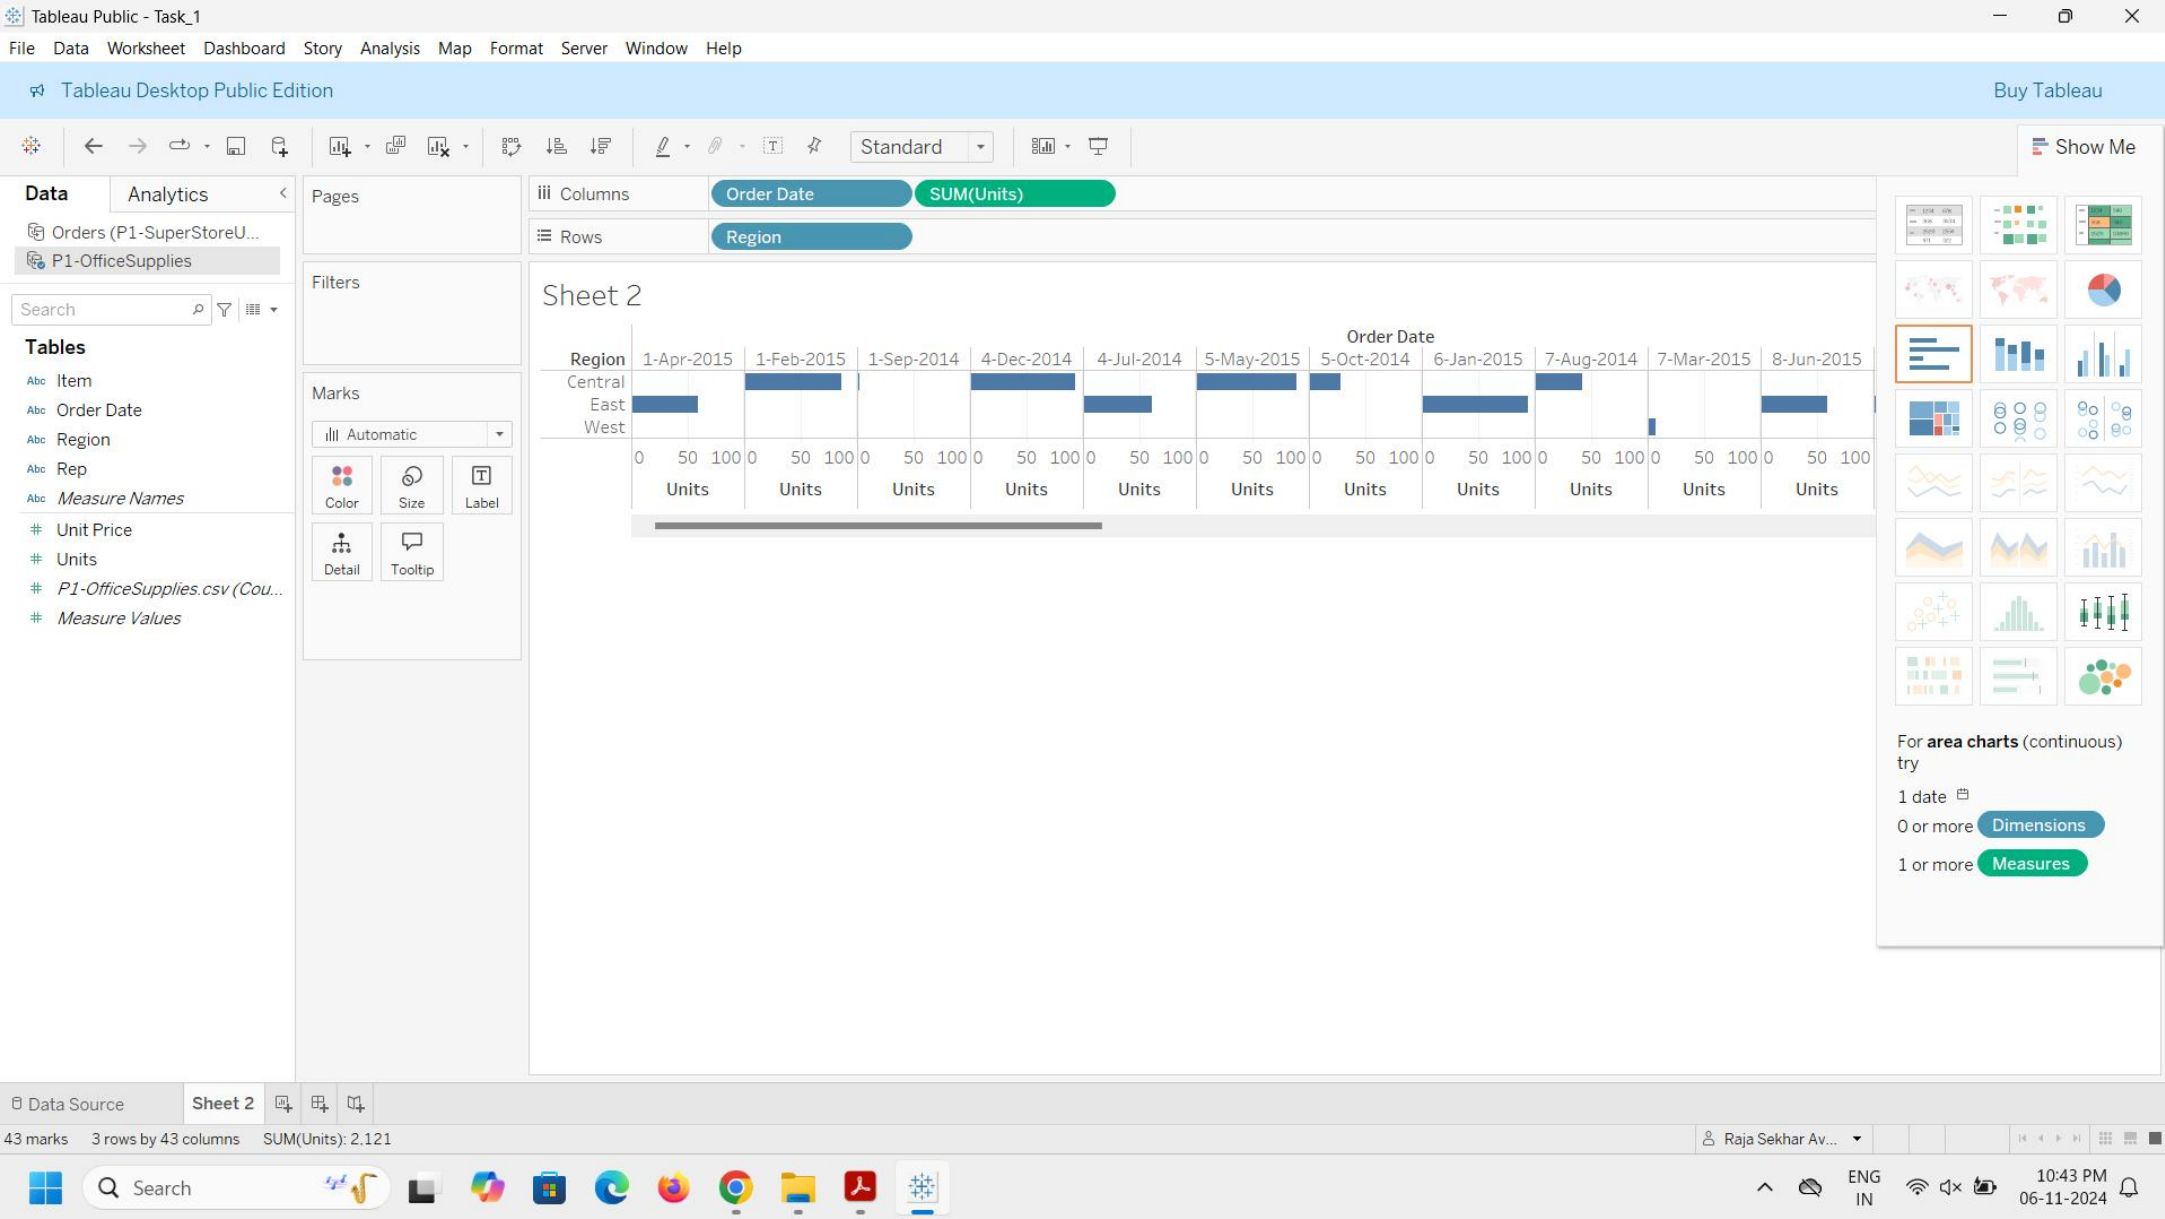 Tableau Public - Task_1
File Data Worksheet Dashboard Story Analysis Map Format Server Window Help
Tableau Desktop Public Edition Buy Tableau
Standard Show Me
Data Analytics Pages Columns Order Date SUM(Units)
Orders (P1-SuperStoreU...
P1-OfficeSupplies
Rows Region
Search
Tables
Abc Item
Abc Order Date
Abc Region
Abc Rep
Abc Measure Names
# Unit Price
# Units
# P1-OfficeSupplies.csv (Cou...
# Measure Values
Filters
Marks
Automatic
Color Size Label
Detail Tooltip
Sheet 2
Order Date
Region 1-Apr-2015 1-Feb-2015 1-Sep-2014 4-Dec-2014 4-Jul-2014 5-May-2015 5-Oct-2014 6-Jan-2015 7-Aug-2014 7-Mar-2015 8-Jun-2015
Central
East
West
0 50 100 0 50 100 0 50 100 0 50 100 0 50 100 0 50 100 0 50 100 0 50 100 0 50 100 0 50 100 0 50 100
Units Units Units Units Units Units Units Units Units Units Units
For area charts (continuous)
try
1 date
0 or more Dimensions
1 or more Measures
Data Source Sheet 2
43 marks 3 rows by 43 columns SUM(Units): 2,121 Raja Sekhar Av...
Search
ENG
IN
10:43 PM
06-11-2024